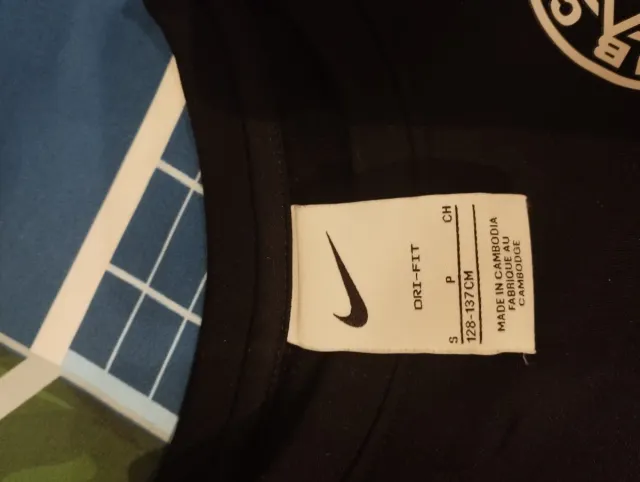 DRI-FIT
S P CH
128-137CM
MADE IN CAMBODIA
FABRIQUE AU
CAMBODGE